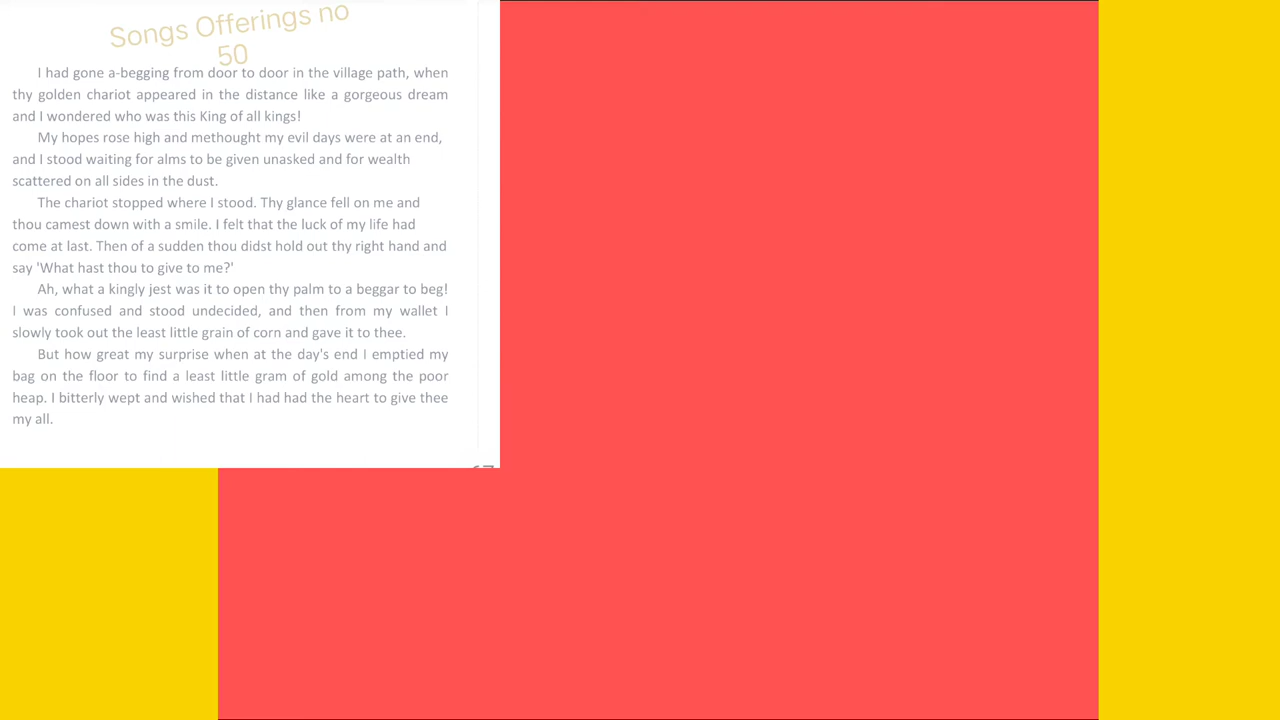 Songs Offerings no
50
I had gone a-begging from door to door in the village path, when
thy golden chariot appeared in the distance like a gorgeous dream
and I wondered who was this King of all kings!
My hopes rose high and methought my evil days were at an end,
and I stood waiting for alms to be given unasked and for wealth
scattered on all sides in the dust.
The chariot stopped where I stood. Thy glance fell on me and
thou camest down with a smile. I felt that the luck of my life had
come at last. Then of a sudden thou didst hold out thy right hand and
say 'What hast thou to give to me?'
Ah, what a kingly jest was it to open thy palm to a beggar to beg!
I was confused and stood undecided, and then from my wallet I
slowly took out the least little grain of corn and gave it to thee.
But how great my surprise when at the day's end I emptied my
bag on the floor to find a least little gram of gold among the poor
heap. I bitterly wept and wished that I had had the heart to give thee
my all.